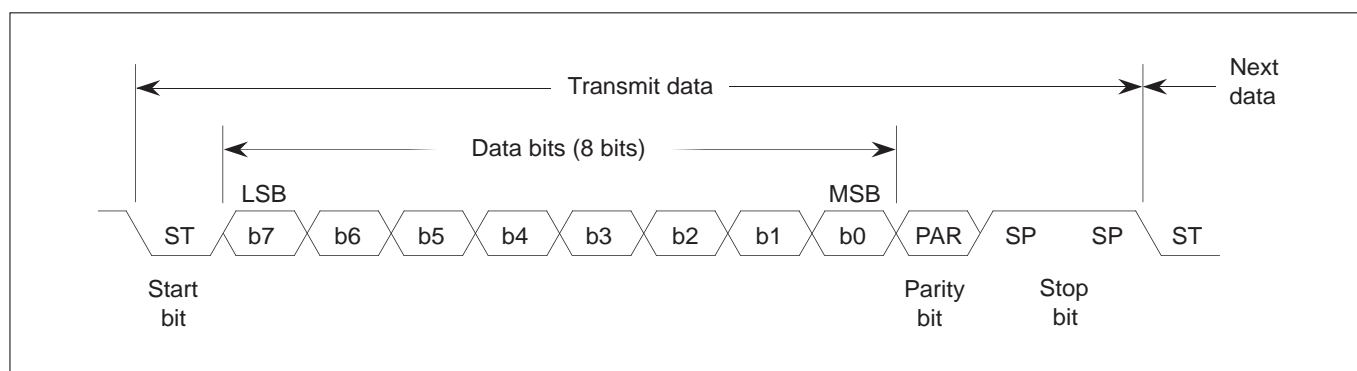 Transmit data
Next
data
Data bits (8 bits)
LSB MSB
ST b7 b6 b5 b4 b3 b2 b1 b0 PAR SP SP ST
Start
bit
Parity
bit
Stop
bit